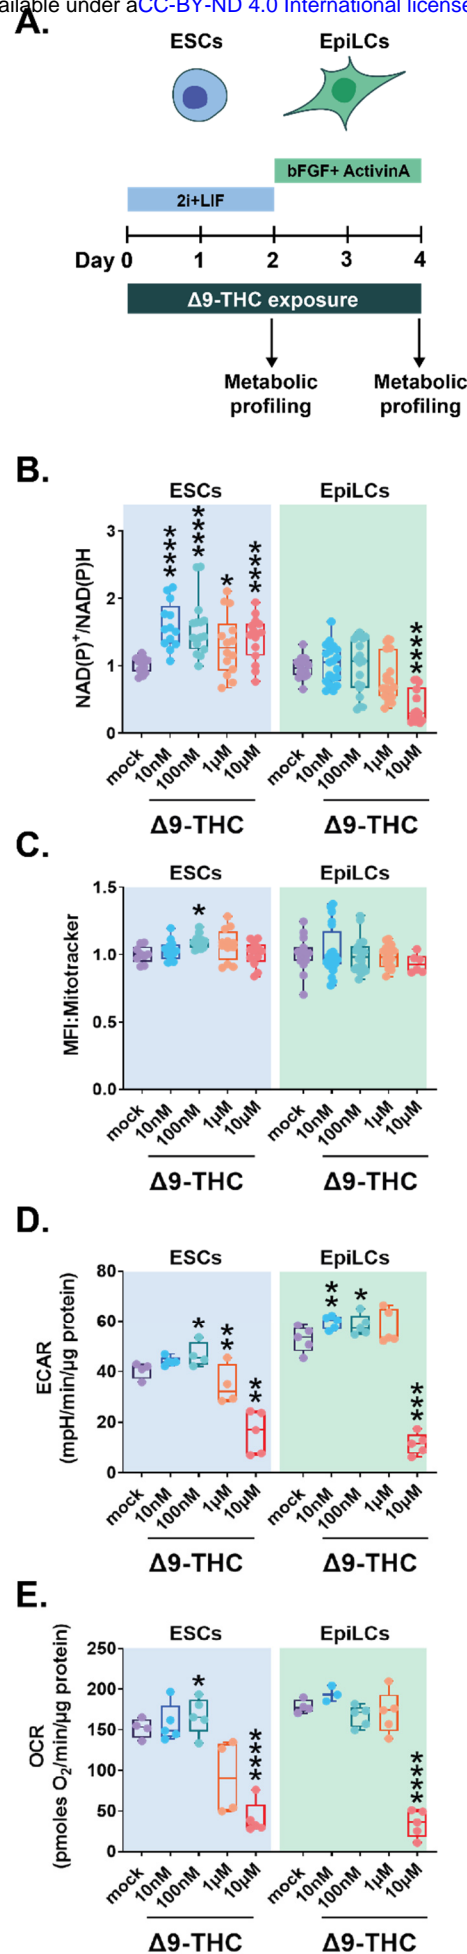 ailable under aCC-BY-ND 4.0 International license
A.
ESCs EpiLCs
bFGF+ ActivinA
2i+LIF
Day 0 1 2 3 4
Δ9-THC exposure
Metabolic profiling Metabolic profiling
B.
ESCs EpiLCs
NAD(P)⁺/NAD(P)H
3
2
1
0
**** **** * **** ****
mock 10nM 100nM 1μM 10μM mock 10nM 100nM 1μM 10μM
Δ9-THC Δ9-THC
C.
ESCs EpiLCs
MFI:Mitotracker
1.5
1.0
0.5
0.0
*
mock 10nM 100nM 1μM 10μM mock 10nM 100nM 1μM 10μM
Δ9-THC Δ9-THC
D.
ESCs EpiLCs
ECAR
(mpH/min/μg protein)
80
60
40
20
0
* ** ** ** * ***
mock 10nM 100nM 1μM 10μM mock 10nM 100nM 1μM 10μM
Δ9-THC Δ9-THC
E.
ESCs EpiLCs
OCR
(pmoles O₂/min/μg protein)
250
200
150
100
50
0
* **** ****
mock 10nM 100nM 1μM 10μM mock 10nM 100nM 1μM 10μM
Δ9-THC Δ9-THC